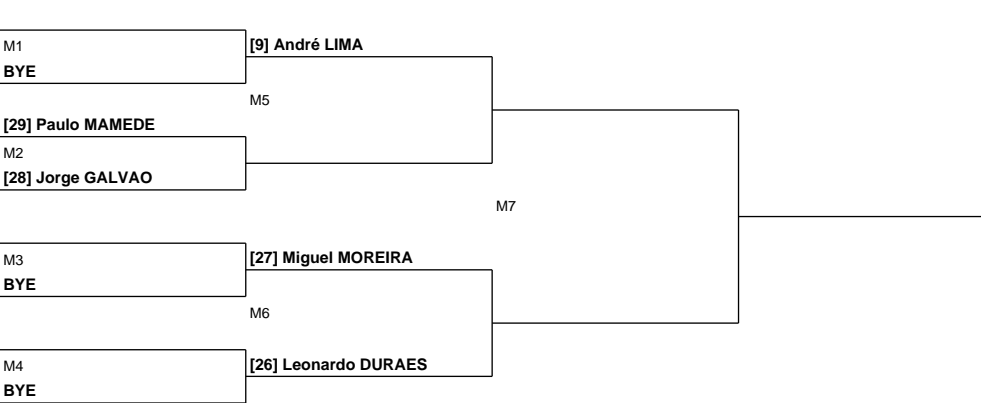 M1
[9] André LIMA
BYE
M5
[29] Paulo MAMEDE
M2
[28] Jorge GALVAO
M7
M3
[27] Miguel MOREIRA
BYE
M6
M4
[26] Leonardo DURAES
BYE